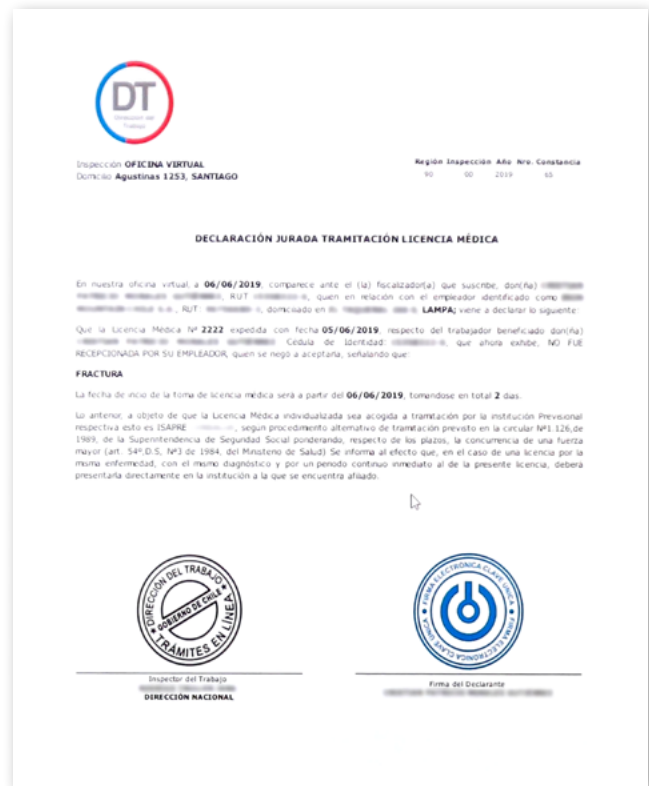 DT
Dirección del
Trabajo
Inspección OFICINA VIRTUAL
Domicilio Agustinas 1253, SANTIAGO
Región Inspección Año Nro. Constancia
90 00 2019 65
DECLARACIÓN JURADA TRAMITACIÓN LICENCIA MÉDICA
En nuestra oficina virtual a 06/06/2019, comparece ante el (la) fiscalizador(a) que suscribe, don(ña)
, RUT , quien en relación con el empleador identificado como
, RUT: , domiciliado en LAMPA; viene a declarar lo siguiente:
Que la Licencia Médica Nº 2222 expedida con fecha 05/06/2019, respecto del trabajador beneficiado don(ña)
Cédula de Identidad: , que ahora exhibe, NO FUE
RECEPCIONADA POR SU EMPLEADOR, quien se negó a aceptarla, señalando que:
FRACTURA
La fecha de inicio de la toma de licencia médica será a partir del 06/06/2019, tomandose en total 2 dias.
Lo anterior, a objeto de que la Licencia Médica individualizada sea acogida a tramitación por la institución Previsional
respectiva esto es ISAPRE , según procedimiento alternativo de tramitación previsto en la circular Nº1.126,de
1989, de la Superintendencia de Seguridad Social ponderando, respecto de los plazos, la concurrencia de una fuerza
mayor (art. 54º,D.S, Nº3 de 1984, del Ministerio de Salud) Se informa al efecto que, en el caso de una licencia por la
misma enfermedad, con el mismo diagnóstico y por un periodo continuo inmediato al de la presente licencia, deberá
presentarla directamente en la institución a la que se encuentra afiliado.
DIRECCIÓN DEL TRABAJO
GOBIERNO DE CHILE
TRÁMITES EN LÍNEA
FIRMA ELECTRÓNICA CLAVE ÚNICA
FIRMA ELECTRÓNICA CLAVE ÚNICA
Inspector del Trabajo
DIRECCIÓN NACIONAL
Firma del Declarante